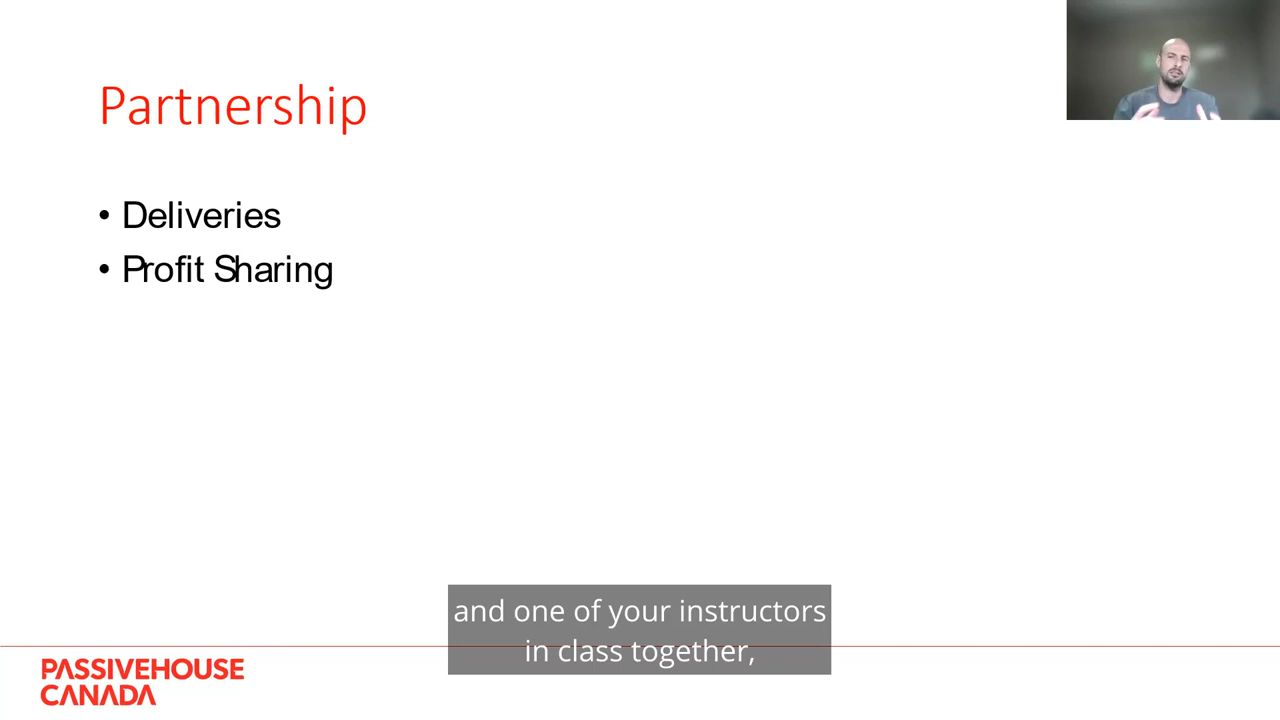 Partnership
• Deliveries
• Profit Sharing
and one of your instructors
in class together,
PASSIVEHOUSE
CANADA